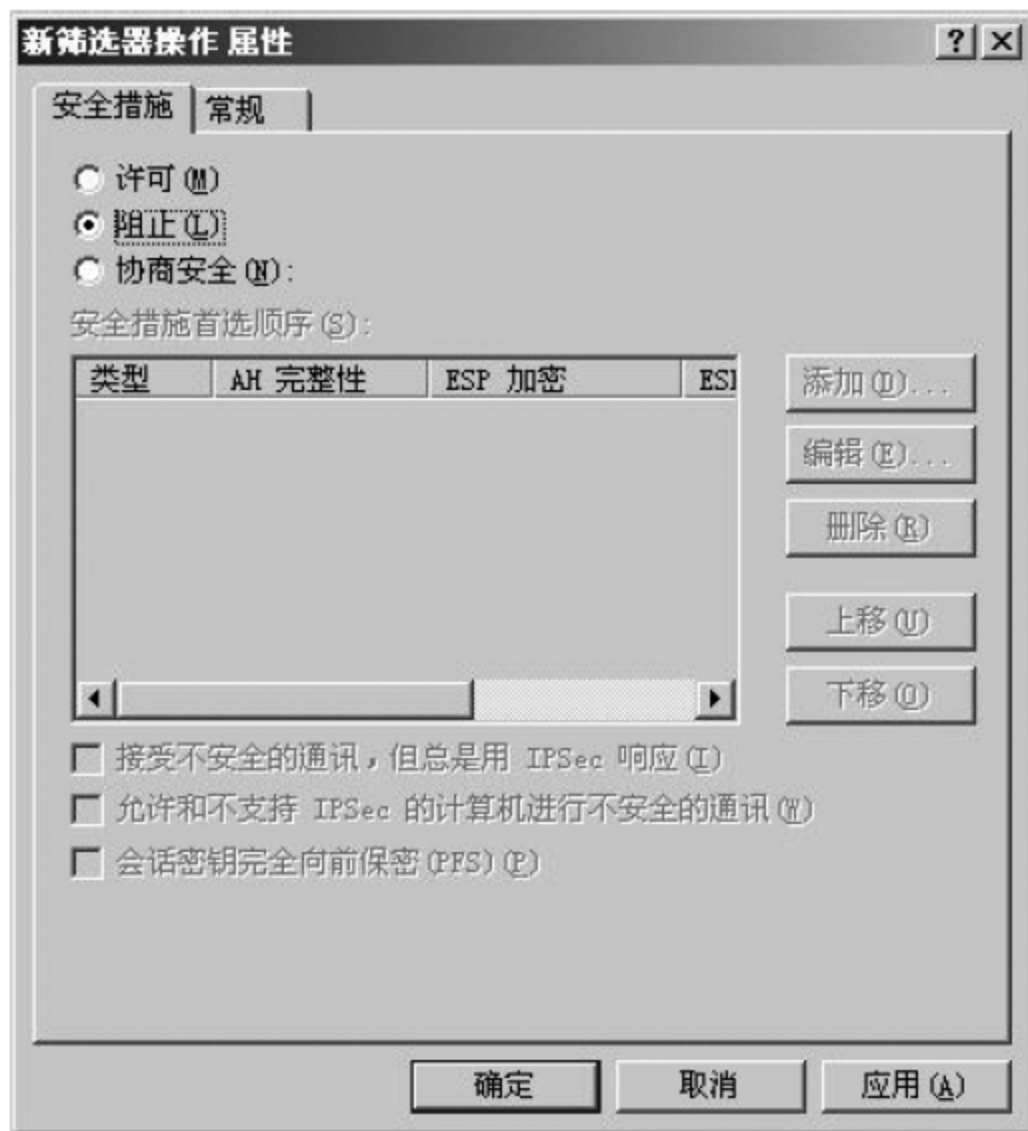 新筛选器操作 属性
安全措施 常规
许可(M)
阻止(L)
协商安全(N):
安全措施首选顺序(S):
类型 AH 完整性 ESP 加密 ESI
添加(D)...
编辑(E)...
删除(R)
上移(U)
下移(O)
接受不安全的通讯，但总是用 IPSec 响应(I)
允许和不支持 IPSec 的计算机进行不安全的通讯(W)
会话密钥完全向前保密(PFS)(P)
确定 取消 应用(A)